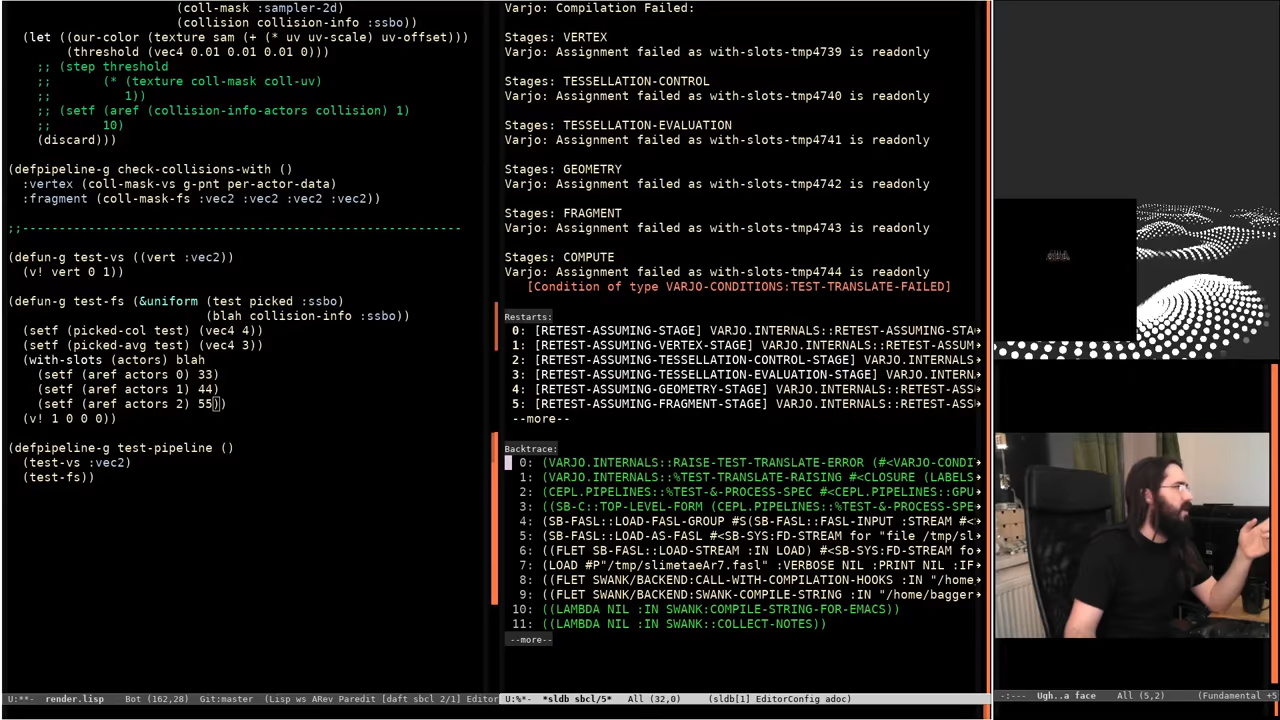 (coll-mask :sampler-2d)
(collision collision-info :ssbo))
(let ((our-color (texture sam (+ (* uv uv-scale) uv-offset)))
(threshold (vec4 0.01 0.01 0.01 0)))
;; (step threshold
;;       (* (texture coll-mask coll-uv)
;;          1))
;; (setf (aref (collision-info-actors collision) 1)
;;       10)
(discard)))
(defpipeline-g check-collisions-with ()
:vertex (coll-mask-vs g-pnt per-actor-data)
:fragment (coll-mask-fs :vec2 :vec2 :vec2 :vec2))
;;------------------------------------------------------------
(defun-g test-vs ((vert :vec2))
(v! vert 0 1))
(defun-g test-fs (&uniform (test picked :ssbo)
(blah collision-info :ssbo))
(setf (picked-col test) (vec4 4))
(setf (picked-avg test) (vec4 3))
(with-slots (actors) blah
(setf (aref actors 0) 33)
(setf (aref actors 1) 44)
(setf (aref actors 2) 55))
(v! 1 0 0 0))
(defpipeline-g test-pipeline ()
(test-vs :vec2)
(test-fs))
U:**-  render.lisp    Bot (162,28)  Git:master  (Lisp ws ARev Paredit [daft sbcl 2/1] Editor
Varjo: Compilation Failed:
Stages: VERTEX
Varjo: Assignment failed as with-slots-tmp4739 is readonly
Stages: TESSELLATION-CONTROL
Varjo: Assignment failed as with-slots-tmp4740 is readonly
Stages: TESSELLATION-EVALUATION
Varjo: Assignment failed as with-slots-tmp4741 is readonly
Stages: GEOMETRY
Varjo: Assignment failed as with-slots-tmp4742 is readonly
Stages: FRAGMENT
Varjo: Assignment failed as with-slots-tmp4743 is readonly
Stages: COMPUTE
Varjo: Assignment failed as with-slots-tmp4744 is readonly
[Condition of type VARJO-CONDITIONS:TEST-TRANSLATE-FAILED]
Restarts:
0: [RETEST-ASSUMING-STAGE] VARJO.INTERNALS::RETEST-ASSUMING-STA
1: [RETEST-ASSUMING-VERTEX-STAGE] VARJO.INTERNALS::RETEST-ASSUM
2: [RETEST-ASSUMING-TESSELLATION-CONTROL-STAGE] VARJO.INTERNALS
3: [RETEST-ASSUMING-TESSELLATION-EVALUATION-STAGE] VARJO.INTERN
4: [RETEST-ASSUMING-GEOMETRY-STAGE] VARJO.INTERNALS::RETEST-ASS
5: [RETEST-ASSUMING-FRAGMENT-STAGE] VARJO.INTERNALS::RETEST-ASS
--more--
Backtrace:
0: (VARJO.INTERNALS::RAISE-TEST-TRANSLATE-ERROR (#<VARJO-CONDIT
1: (VARJO.INTERNALS::%TEST-TRANSLATE-RAISING #<CLOSURE (LABELS
2: (CEPL.PIPELINES::%TEST-&-PROCESS-SPEC #<CEPL.PIPELINES::GPU
3: ((SB-C::TOP-LEVEL-FORM (CEPL.PIPELINES::%TEST-&-PROCESS-SPE
4: (SB-FASL::LOAD-FASL-GROUP #S(SB-FASL::FASL-INPUT :STREAM #<
5: (SB-FASL::LOAD-AS-FASL #<SB-SYS:FD-STREAM for "file /tmp/sl
6: ((FLET SB-FASL::LOAD-STREAM :IN LOAD) #<SB-SYS:FD-STREAM fo
7: (LOAD #P"/tmp/slimetaeAr7.fasl" :VERBOSE NIL :PRINT NIL :IF
8: ((FLET SWANK/BACKEND:CALL-WITH-COMPILATION-HOOKS :IN "/home
9: ((FLET SWANK/BACKEND:SWANK-COMPILE-STRING :IN "/home/bagger
10: ((LAMBDA NIL :IN SWANK:COMPILE-STRING-FOR-EMACS))
11: ((LAMBDA NIL :IN SWANK::COLLECT-NOTES))
--more--
U:%*-  *sldb sbcl/5*   All (32,0)    (sldb[1] EditorConfig adoc)
-:---  Ugh..a face    All (5,2)    (Fundamental +5